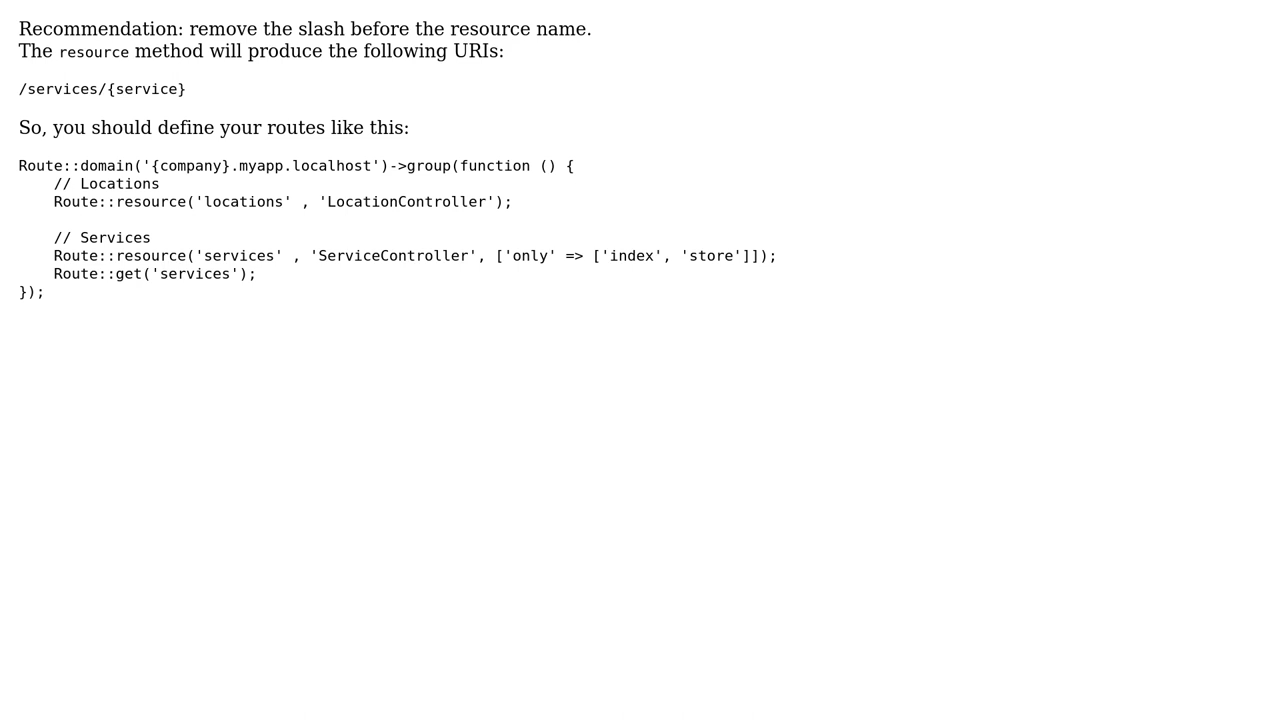 Recommendation: remove the slash before the resource name.
The resource method will produce the following URIs:
/services/{service}
So, you should define your routes like this:
Route::domain('{company}.myapp.localhost')->group(function () {
    // Locations
    Route::resource('locations' , 'LocationController');
    // Services
    Route::resource('services' , 'ServiceController', ['only' => ['index', 'store']]);
    Route::get('services');
});